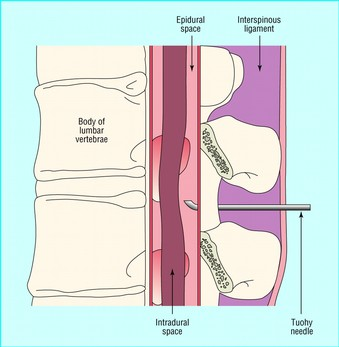 Epidural
space
Interspinous
ligament
Body of
lumbar
vertebrae
Intradural
space
Tuohy
needle